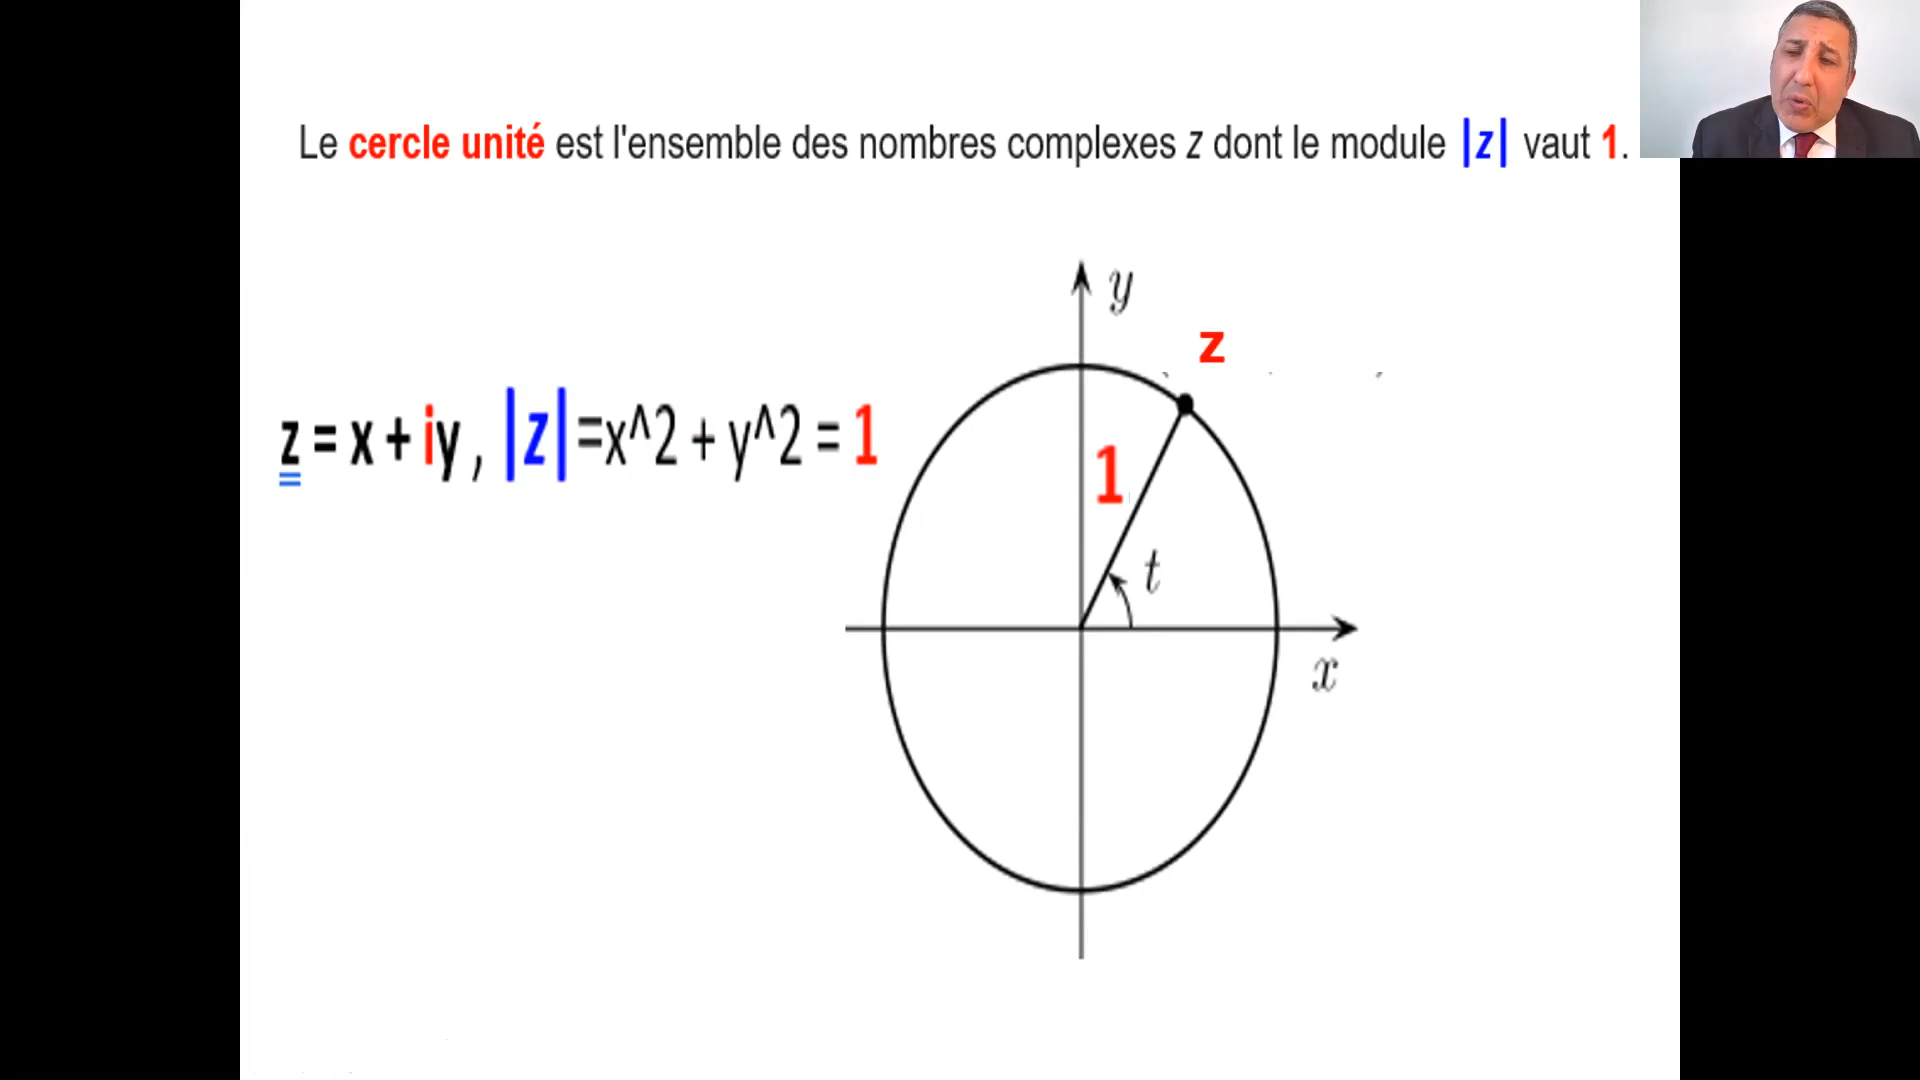 Le cercle unité est l'ensemble des nombres complexes z dont le module |z| vaut 1.
y
z
z = x + iy , |z|=x^2 + y^2 = 1
1
t
x